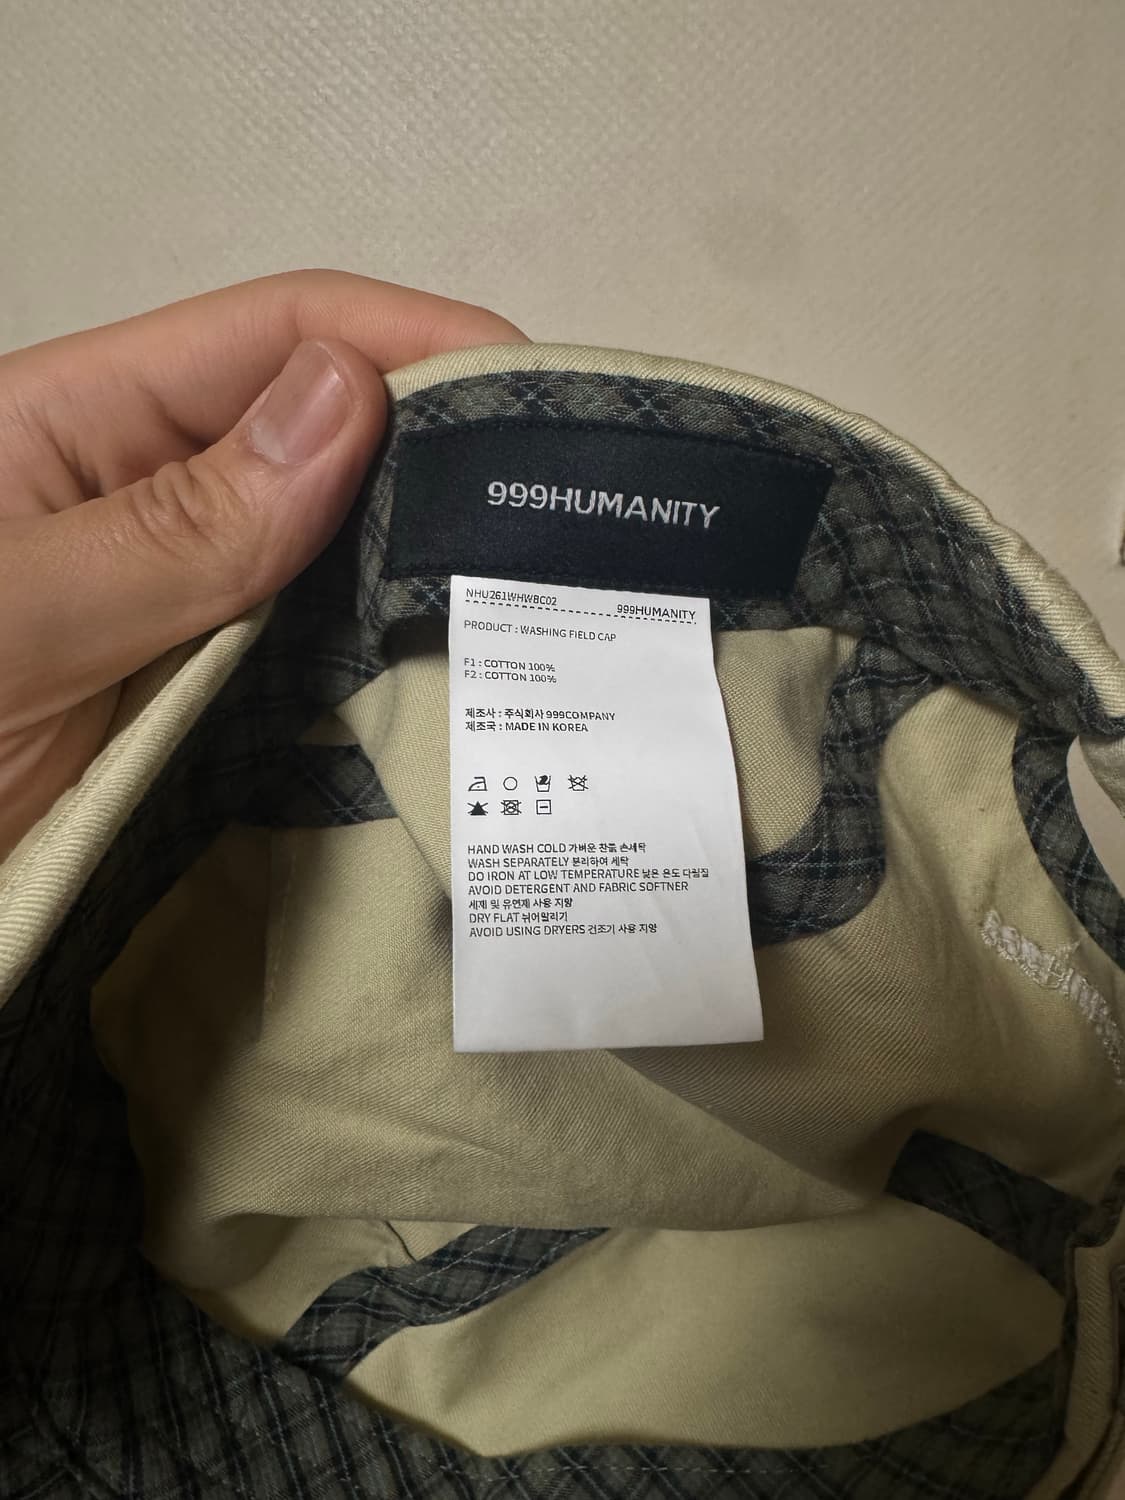 999HUMANITY
NHU261WHWBC02 999HUMANITY
PRODUCT : WASHING FIELD CAP
F1 : COTTON 100%
F2 : COTTON 100%
제조사 : 주식회사 999COMPANY
제조국 : MADE IN KOREA
HAND WASH COLD 가벼운 찬물 손세탁
WASH SEPARATELY 분리하여 세탁
DO IRON AT LOW TEMPERATURE 낮은 온도 다림질
AVOID DETERGENT AND FABRIC SOFTNER
세제 및 유연제 사용 지양
DRY FLAT 뉘어말리기
AVOID USING DRYERS 건조기 사용 지양